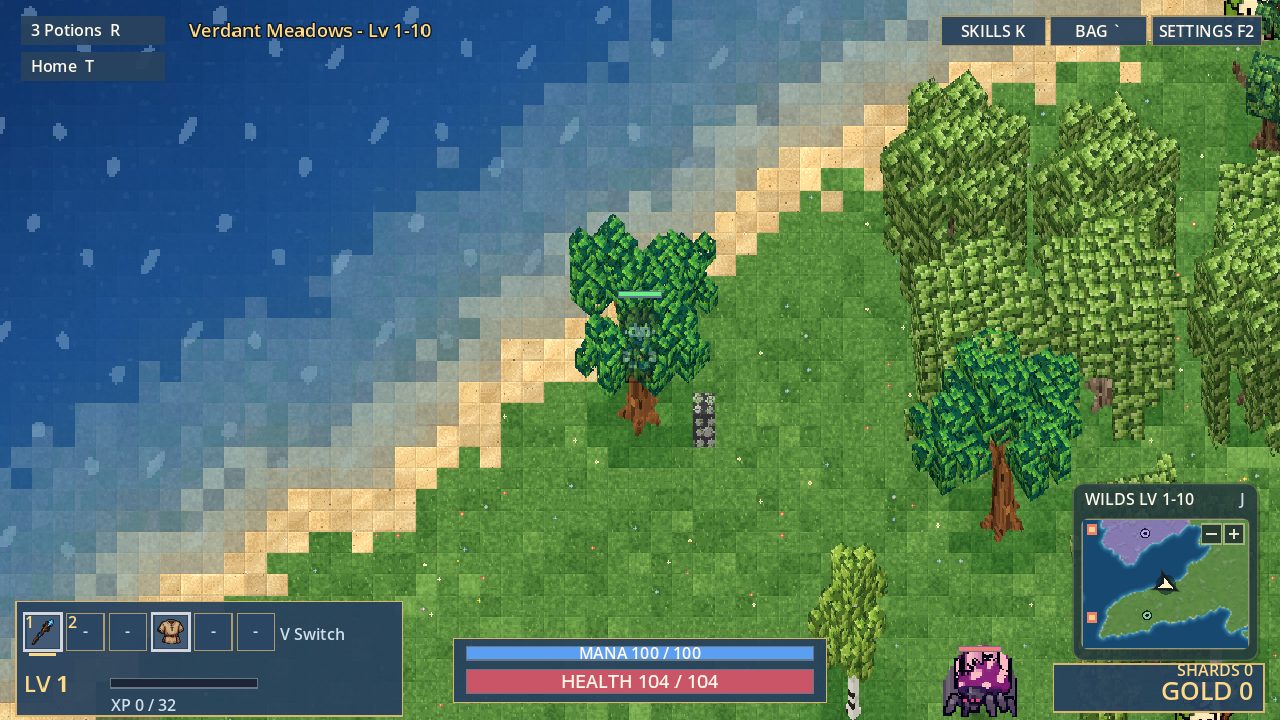 3 Potions R
Verdant Meadows - Lv 1-10
SKILLS K
BAG `
SETTINGS F2
Home T
WILDS LV 1-10
J
1
2
-
-
-
-
V Switch
LV 1
XP 0 / 32
MANA 100 / 100
HEALTH 104 / 104
SHARDS 0
GOLD 0